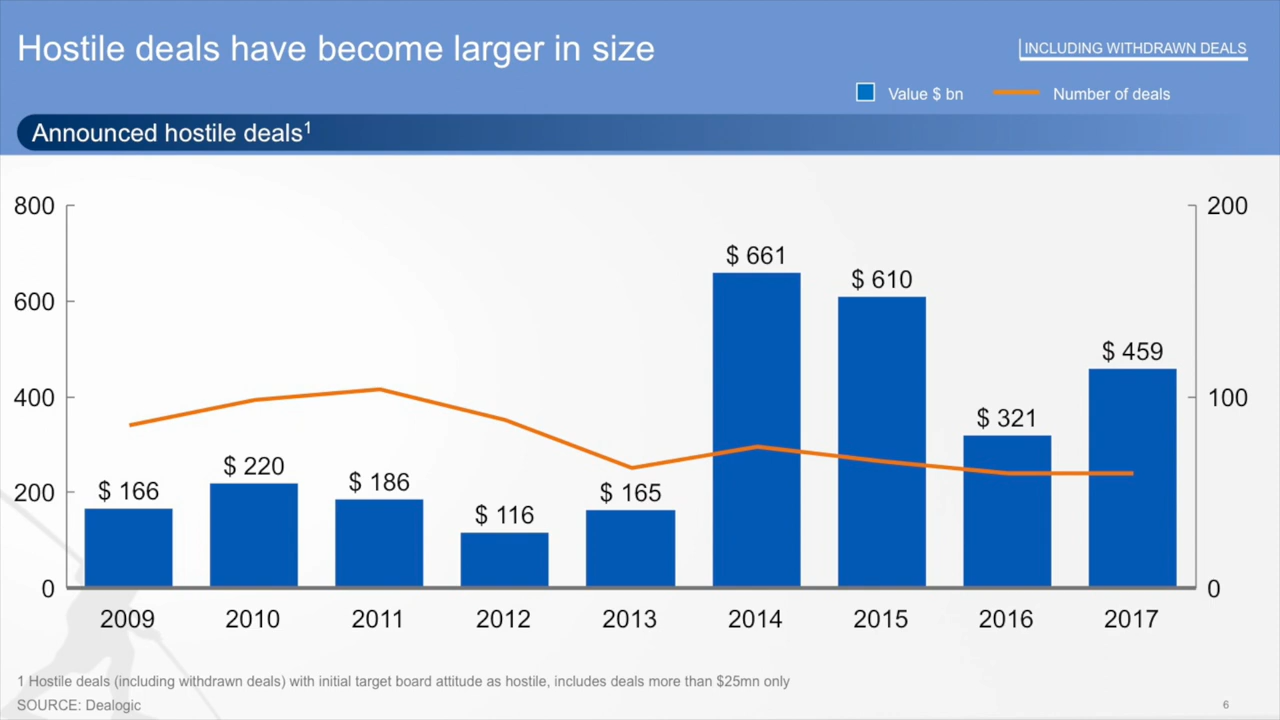 Hostile deals have become larger in size
INCLUDING WITHDRAWN DEALS
Value $ bn
Number of deals
Announced hostile deals1
800
200
$ 661
$ 610
600
$ 459
400
100
$ 321
$ 220
$ 186
200
$ 166
$ 165
$ 116
0
0
2009 2010 2011 2012 2013 2014 2015 2016 2017
1 Hostile deals (including withdrawn deals) with initial target board attitude as hostile, includes deals more than $25mn only
SOURCE: Dealogic
6